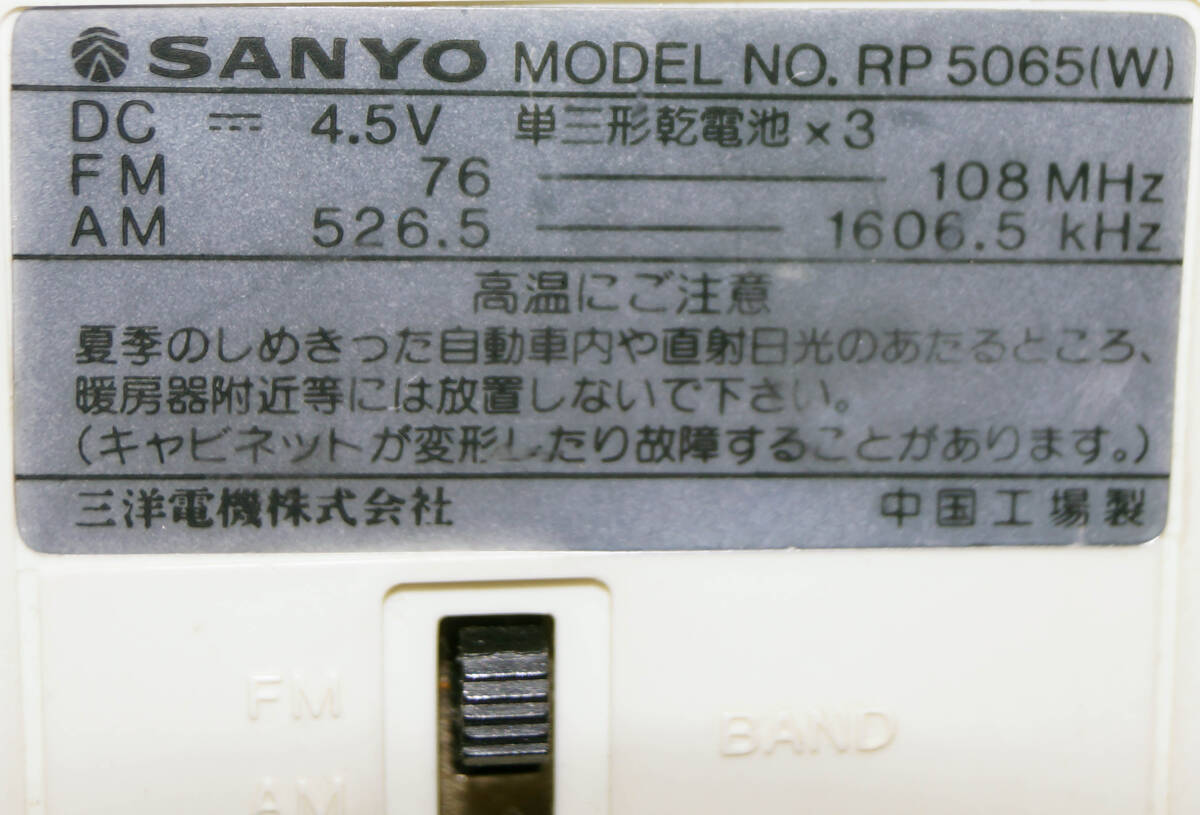 SANYO MODEL NO. RP 5065(W)
DC 4.5V 単三形乾電池×3
FM 76 — 108 MHz
AM 526.5 — 1606.5 kHz
高温にご注意
夏季のしめきった自動車内や直射日光のあたるところ、
暖房器附近等には放置しないで下さい。
(キャビネットが変形したり故障することがあります。)
三洋電機株式会社 中国工場製
FM
BAND
AM